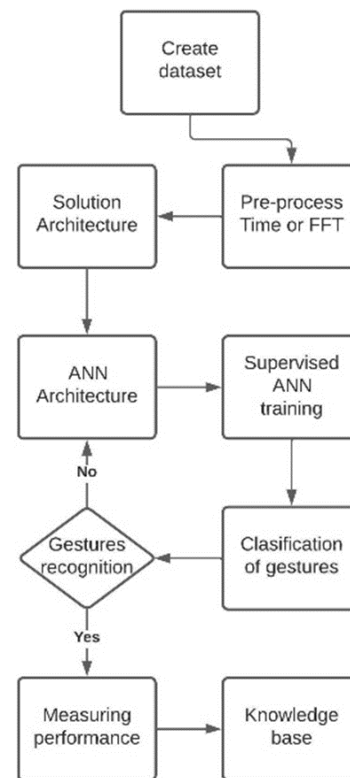 Create
dataset
Solution
Architecture
Pre-process
Time or FFT
ANN
Architecture
Supervised
ANN
training
No
Gestures
recognition
Clasification
of gestures
Yes
Measuring
performance
Knowledge
base